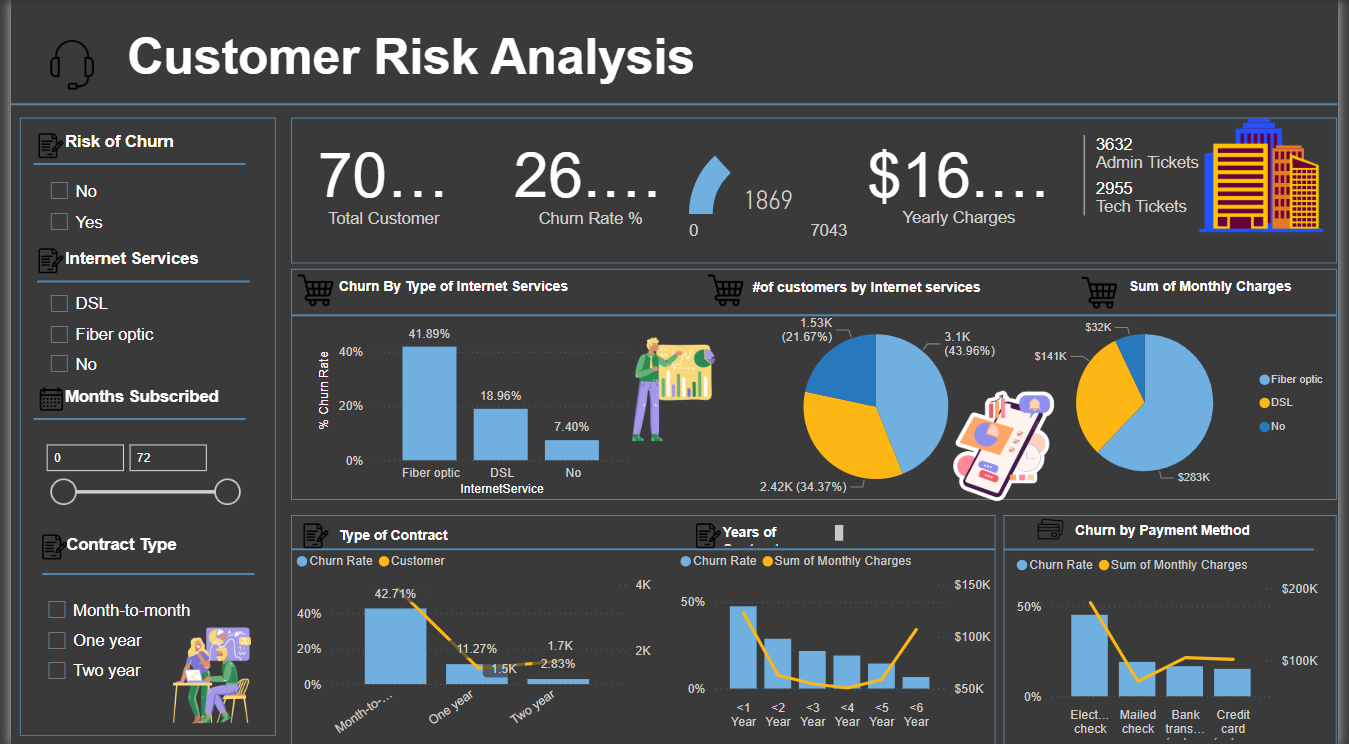 Customer Risk Analysis
Risk of Churn
No
Yes
Internet Services
DSL
Fiber optic
No
Months Subscribed
0
72
Contract Type
Month-to-month
One year
Two year
70...
Total Customer
26....
Churn Rate %
1869
0
7043
$16....
Yearly Charges
3632
Admin Tickets
2955
Tech Tickets
Churn By Type of Internet Services
% Churn Rate
40%
20%
0%
41.89%
18.96%
7.40%
Fiber optic
DSL
No
InternetService
#of customers by Internet services
1.53K
(21.67%)
3.1K
(43.96%)
2.42K (34.37%)
Sum of Monthly Charges
$32K
$141K
$283K
Fiber optic
DSL
No
Type of Contract
Churn Rate
Customer
40%
20%
0%
42.71%
11.27%
1.5K
1.7K
2.83%
4K
2K
Month-to-...
One year
Two year
Years of
Churn Rate
Sum of Monthly Charges
50%
0%
$150K
$100K
$50K
<1
Year
<2
Year
<3
Year
<4
Year
<5
Year
<6
Year
Churn by Payment Method
Churn Rate
Sum of Monthly Charges
50%
0%
$200K
$100K
Elect...
check
Mailed
check
Bank
trans...
Credit
card